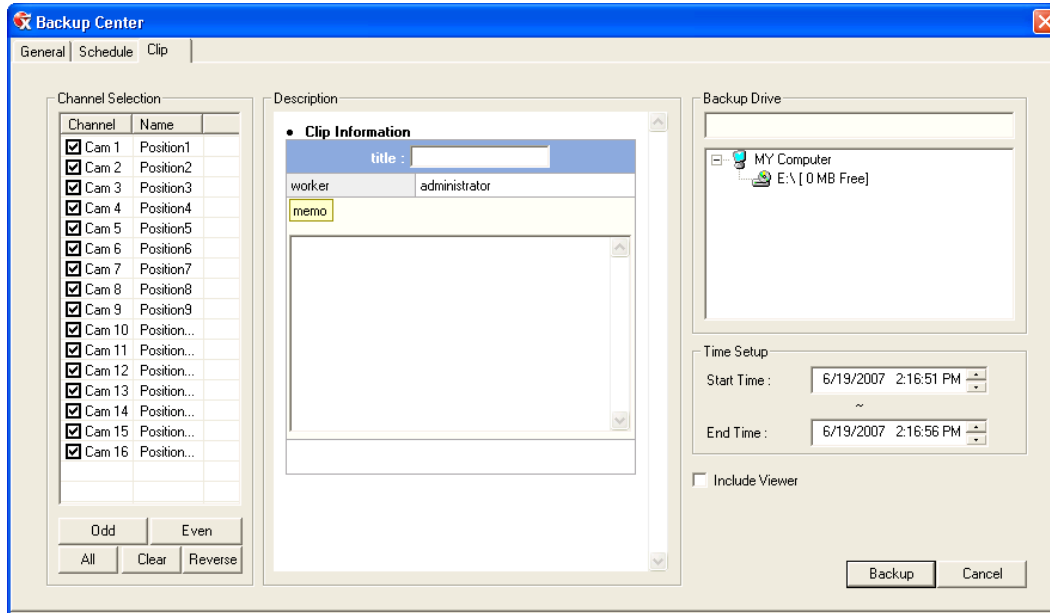 Backup Center
General Schedule Clip
Channel Selection
Channel Name
Cam 1 Position1
Cam 2 Position2
Cam 3 Position3
Cam 4 Position4
Cam 5 Position5
Cam 6 Position6
Cam 7 Position7
Cam 8 Position8
Cam 9 Position9
Cam 10 Position...
Cam 11 Position...
Cam 12 Position...
Cam 13 Position...
Cam 14 Position...
Cam 15 Position...
Cam 16 Position...
Odd Even
All Clear Reverse
Description
• Clip Information
title :
worker administrator
memo
Backup Drive
MY Computer
E:\ [ 0 MB Free]
Time Setup
Start Time : 6/19/2007 2:16:51 PM
~
End Time : 6/19/2007 2:16:56 PM
Include Viewer
Backup Cancel